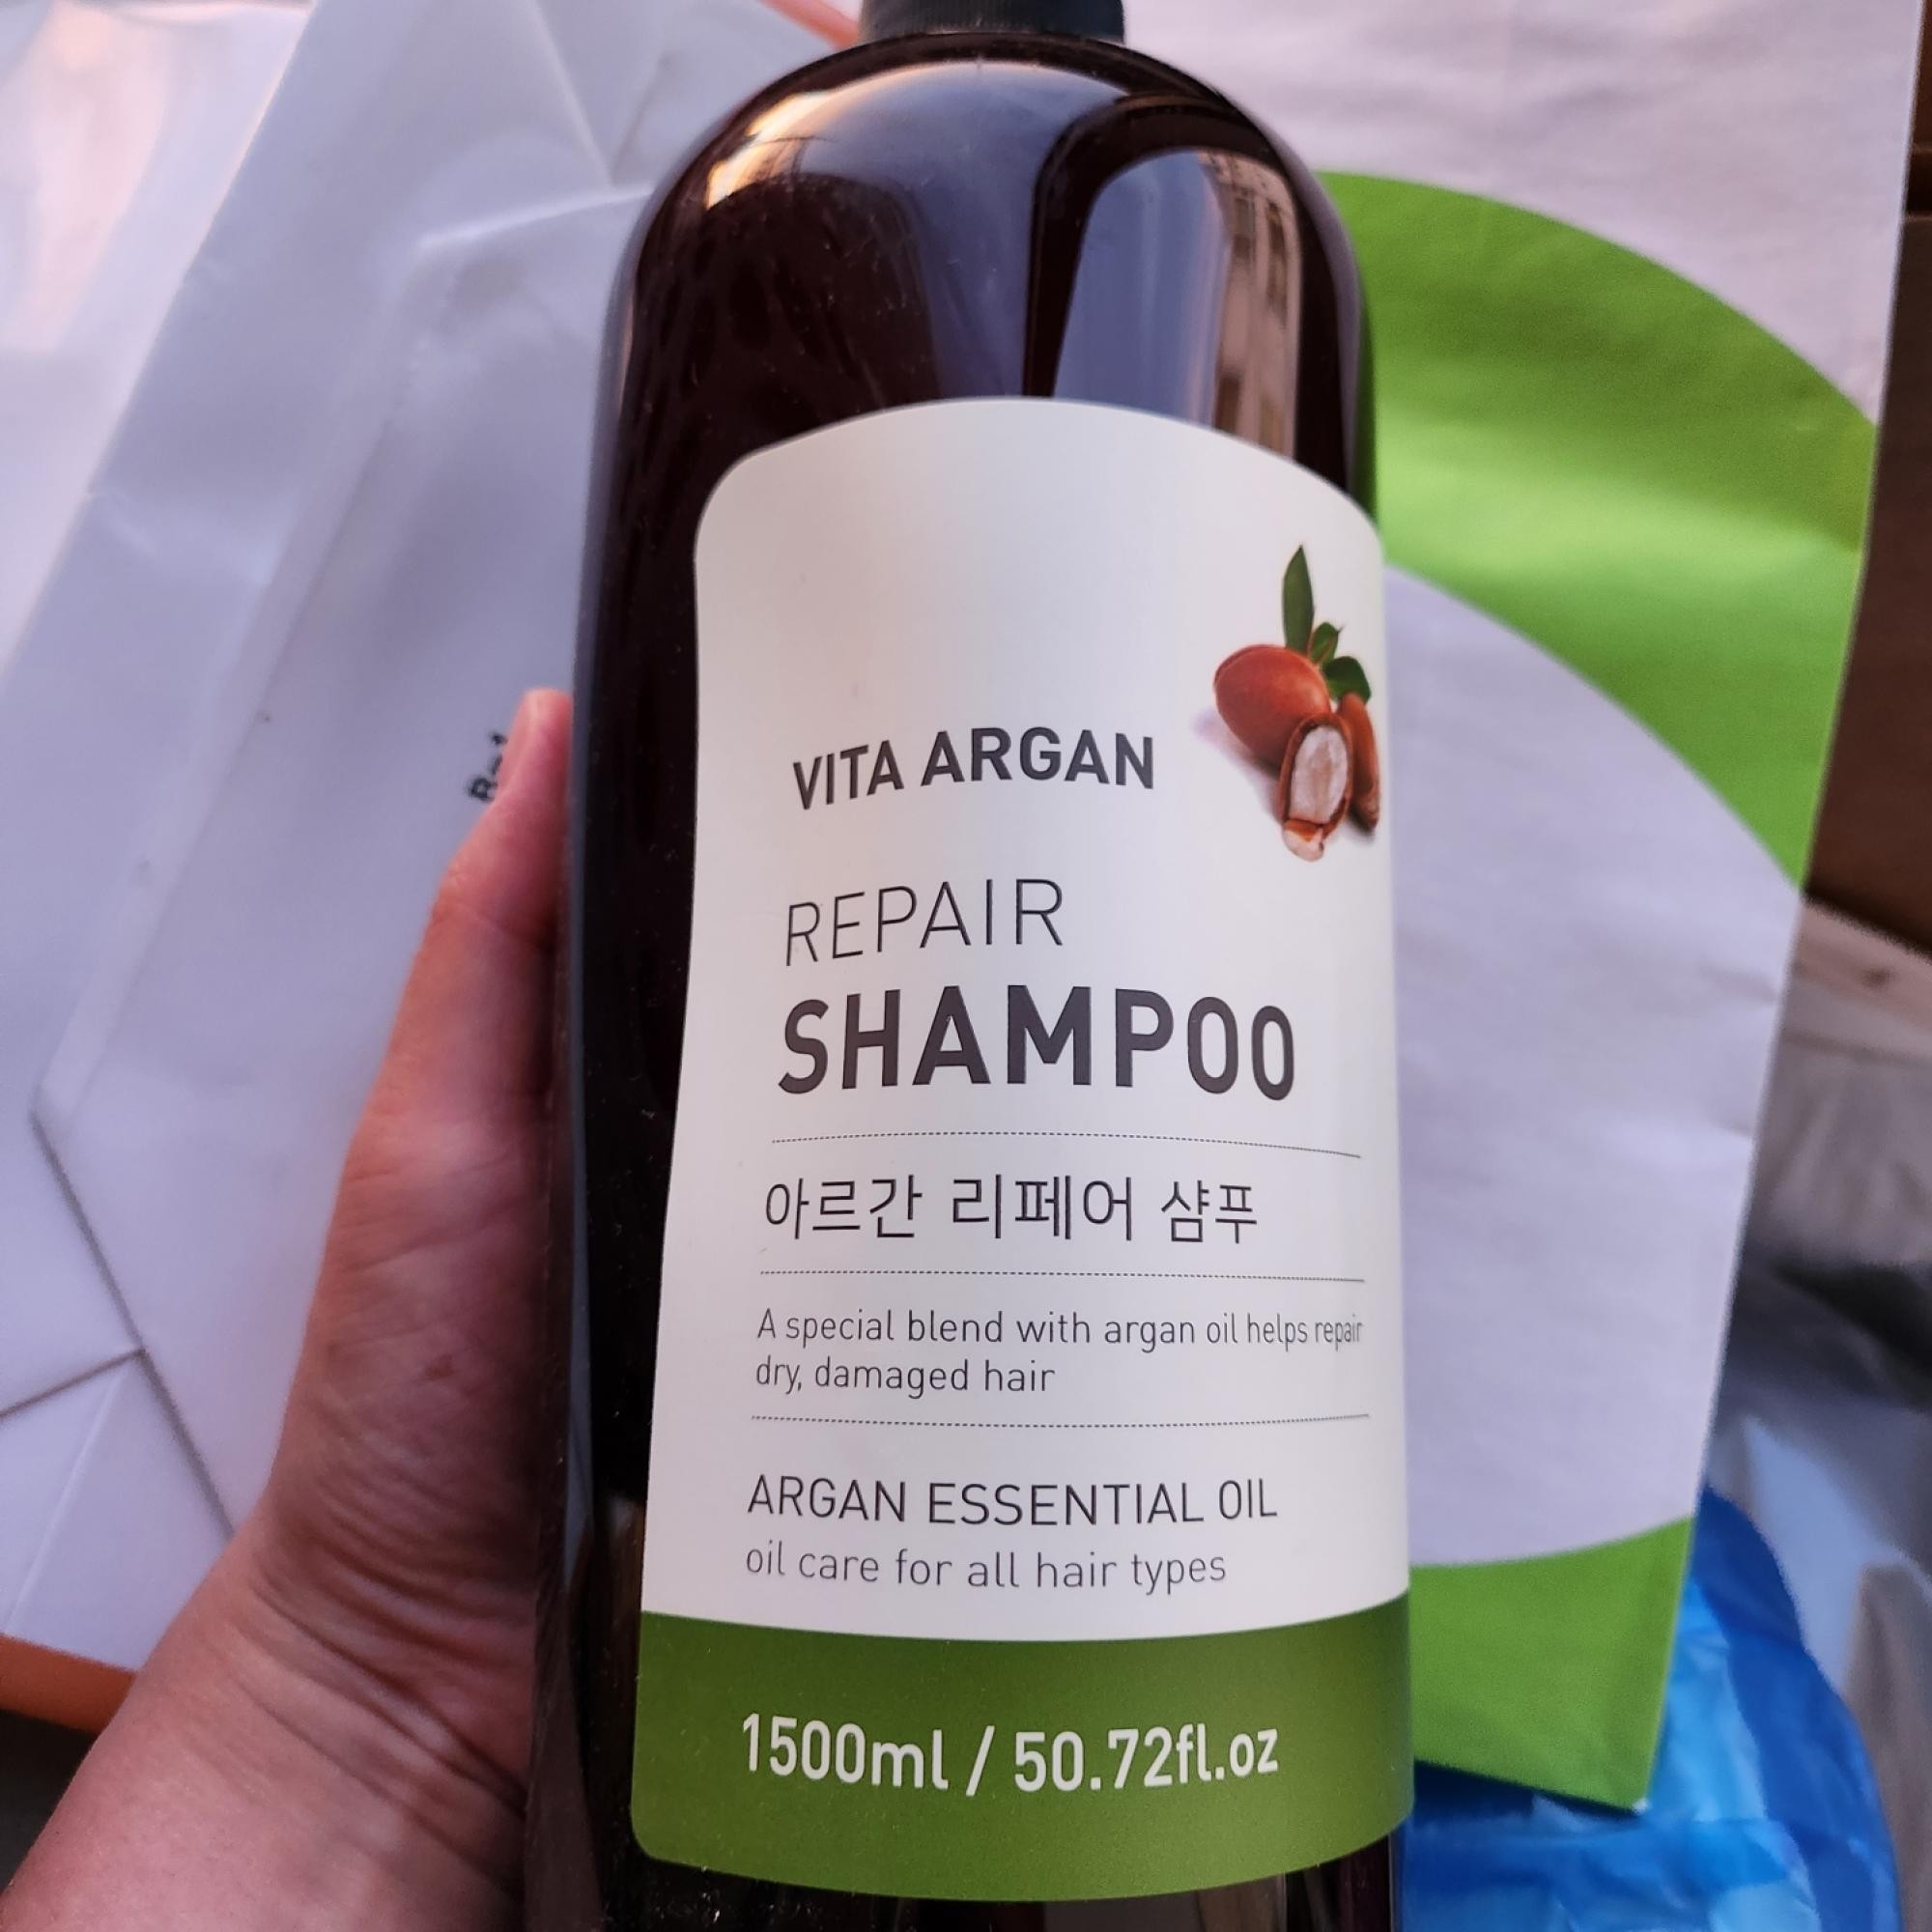 VITA ARGAN
REPAIR
SHAMPOO
아르간 리페어 샴푸
A special blend with argan oil helps repair
dry, damaged hair
ARGAN ESSENTIAL OIL
oil care for all hair types
1500ml / 50.72fl.oz